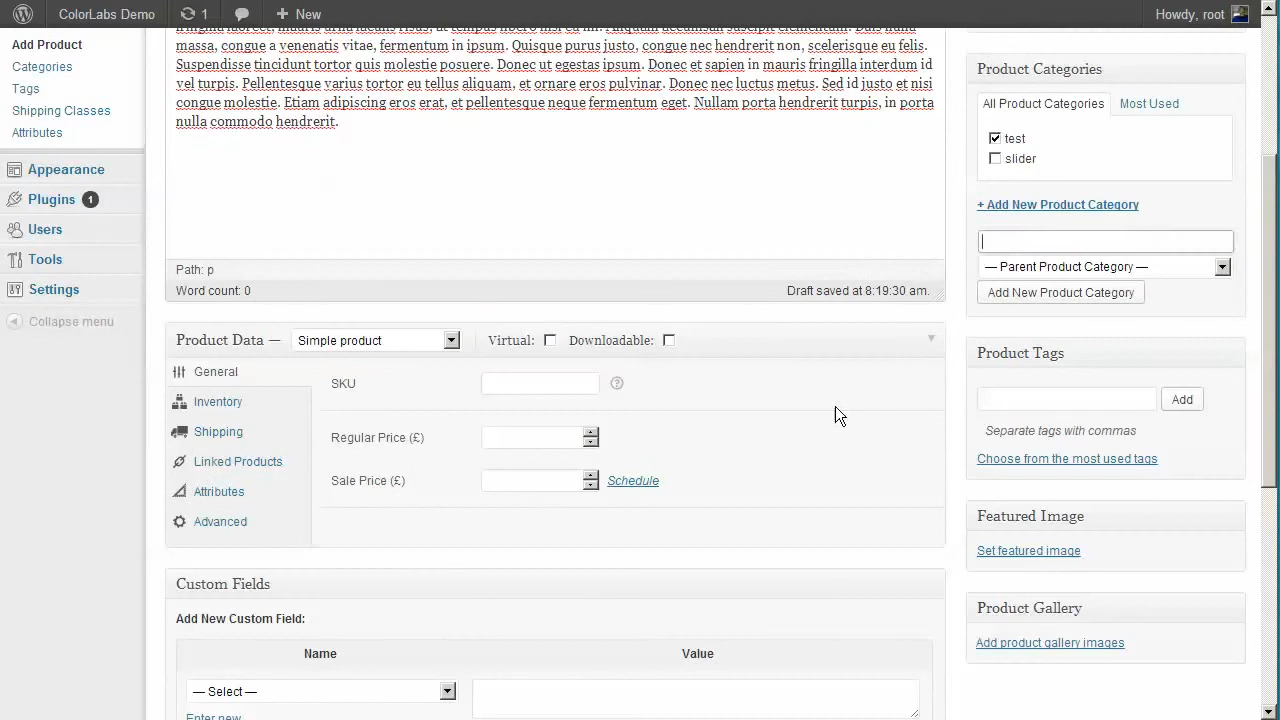 ColorLabs Demo 1 New Howdy, root
Add Product
Categories
Tags
Shipping Classes
Attributes
Appearance
Plugins 1
Users
Tools
Settings
Collapse menu
massa, congue a venenatis vitae, fermentum in ipsum. Quisque purus justo, congue nec hendrerit non, scelerisque eu felis.
Suspendisse tincidunt tortor quis molestie posuere. Donec ut egestas ipsum. Donec et sapien in mauris fringilla interdum id
vel turpis. Pellentesque varius tortor eu tellus aliquam, et ornare eros pulvinar. Donec nec luctus metus. Sed id justo et nisi
congue molestie. Etiam adipiscing eros erat, et pellentesque neque fermentum eget. Nullam porta hendrerit turpis, in porta
nulla commodo hendrerit.
Path: p
Word count: 0 Draft saved at 8:19:30 am.
Product Data — Simple product Virtual: Downloadable:
General
Inventory
Shipping
Linked Products
Attributes
Advanced
SKU
Regular Price (£)
Sale Price (£) Schedule
Custom Fields
Add New Custom Field:
Name Value
— Select —
Enter new
Product Categories
All Product Categories Most Used
test
slider
+ Add New Product Category
— Parent Product Category —
Add New Product Category
Product Tags
Add
Separate tags with commas
Choose from the most used tags
Featured Image
Set featured image
Product Gallery
Add product gallery images